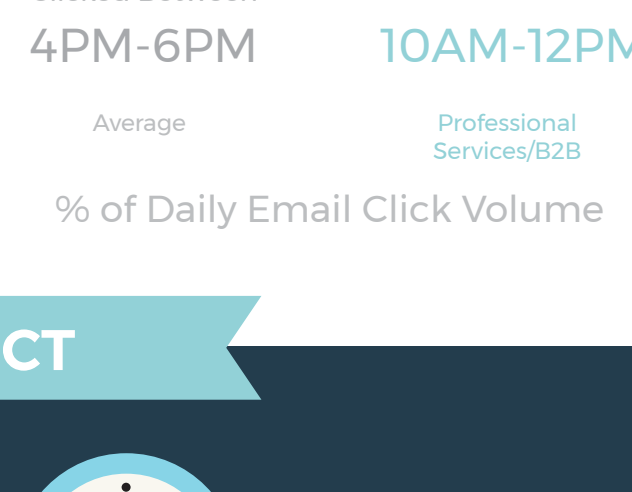 4PM-6PM
10AM-12PM
Average
Professional
Services/B2B
% of Daily Email Click Volume
CT